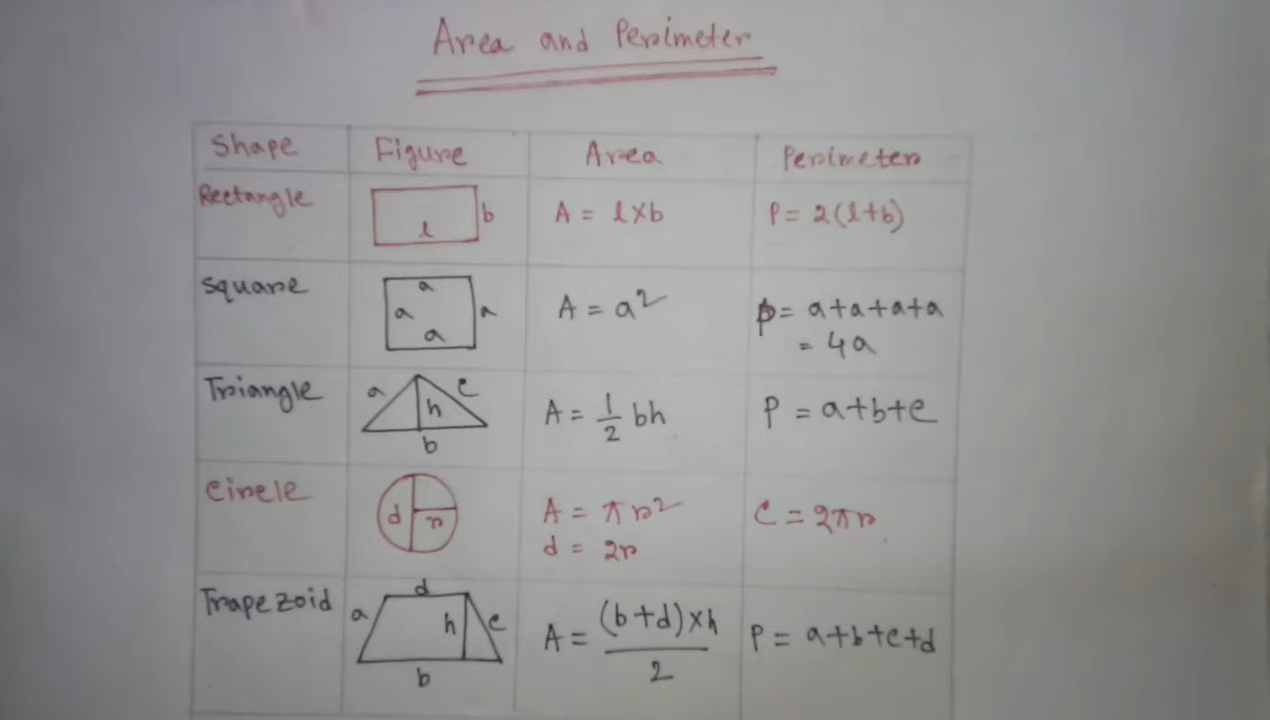 Area and Perimeter
Shape Figure Area Perimeter
Rectangle l b A = l×b P = 2(l+b)
Square a a a a A = a² P = a+a+a+a
= 4a
Triangle a c h b A = 1/2 bh P = a+b+c
Circle d r A = πr² C = 2πr
d = 2r
Trapezoid a d h c b A = (b+d)×h / 2 P = a+b+c+d